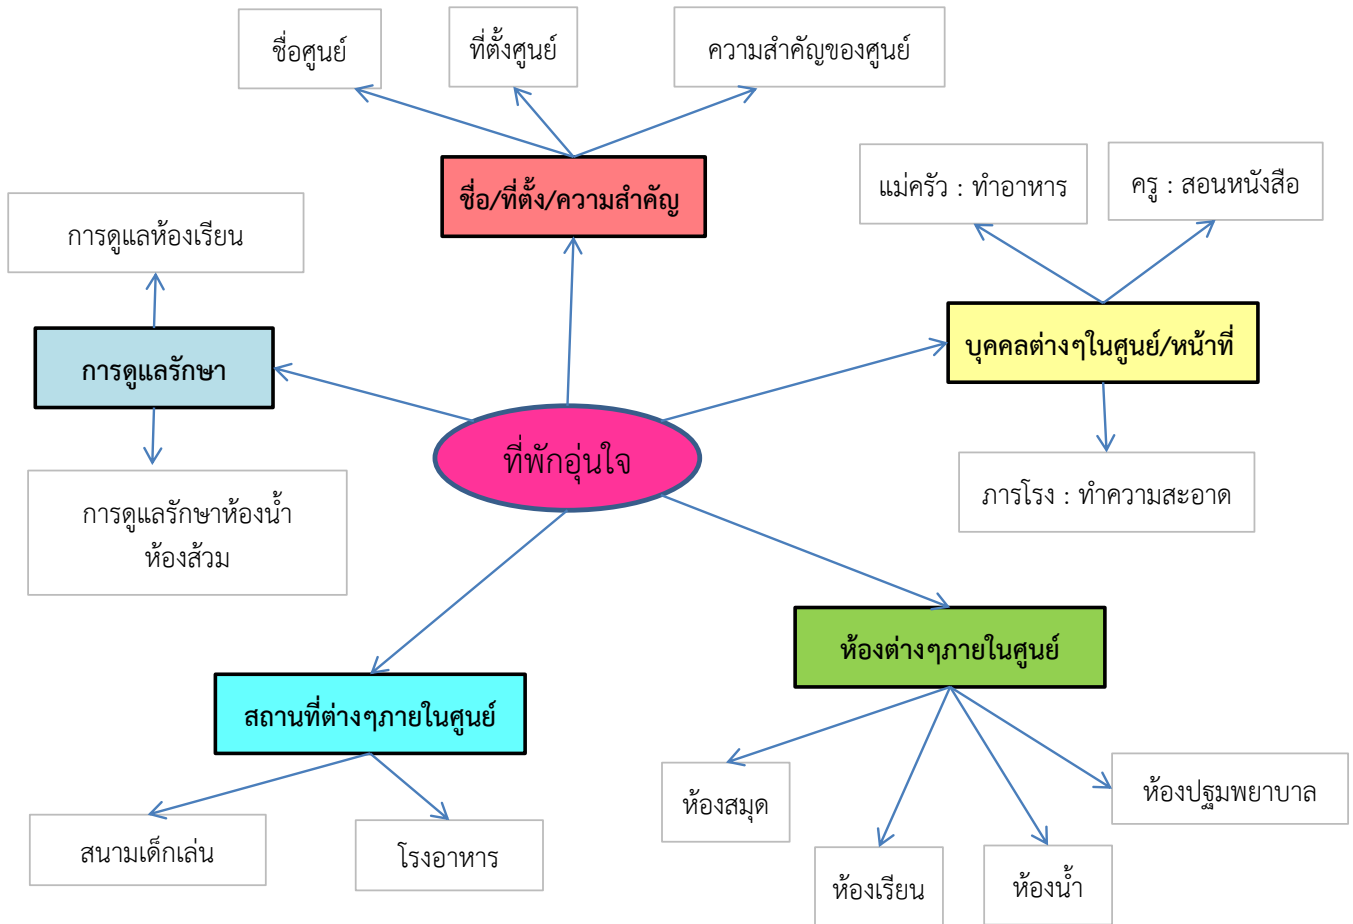 ชื่อศูนย์
ที่ตั้งศูนย์
ความสำคัญของศูนย์
ชื่อ/ที่ตั้ง/ความสำคัญ
แม่ครัว : ทำอาหาร
ครู : สอนหนังสือ
การดูแลห้องเรียน
การดูแลรักษา
บุคคลต่างๆในศูนย์/หน้าที่
ที่พักอุ่นใจ
การดูแลรักษาห้องน้ำ
ห้องส้วม
ภารโรง : ทำความสะอาด
ห้องต่างๆภายในศูนย์
สถานที่ต่างๆภายในศูนย์
ห้องสมุด
ห้องปฐมพยาบาล
สนามเด็กเล่น
โรงอาหาร
ห้องเรียน
ห้องน้ำ